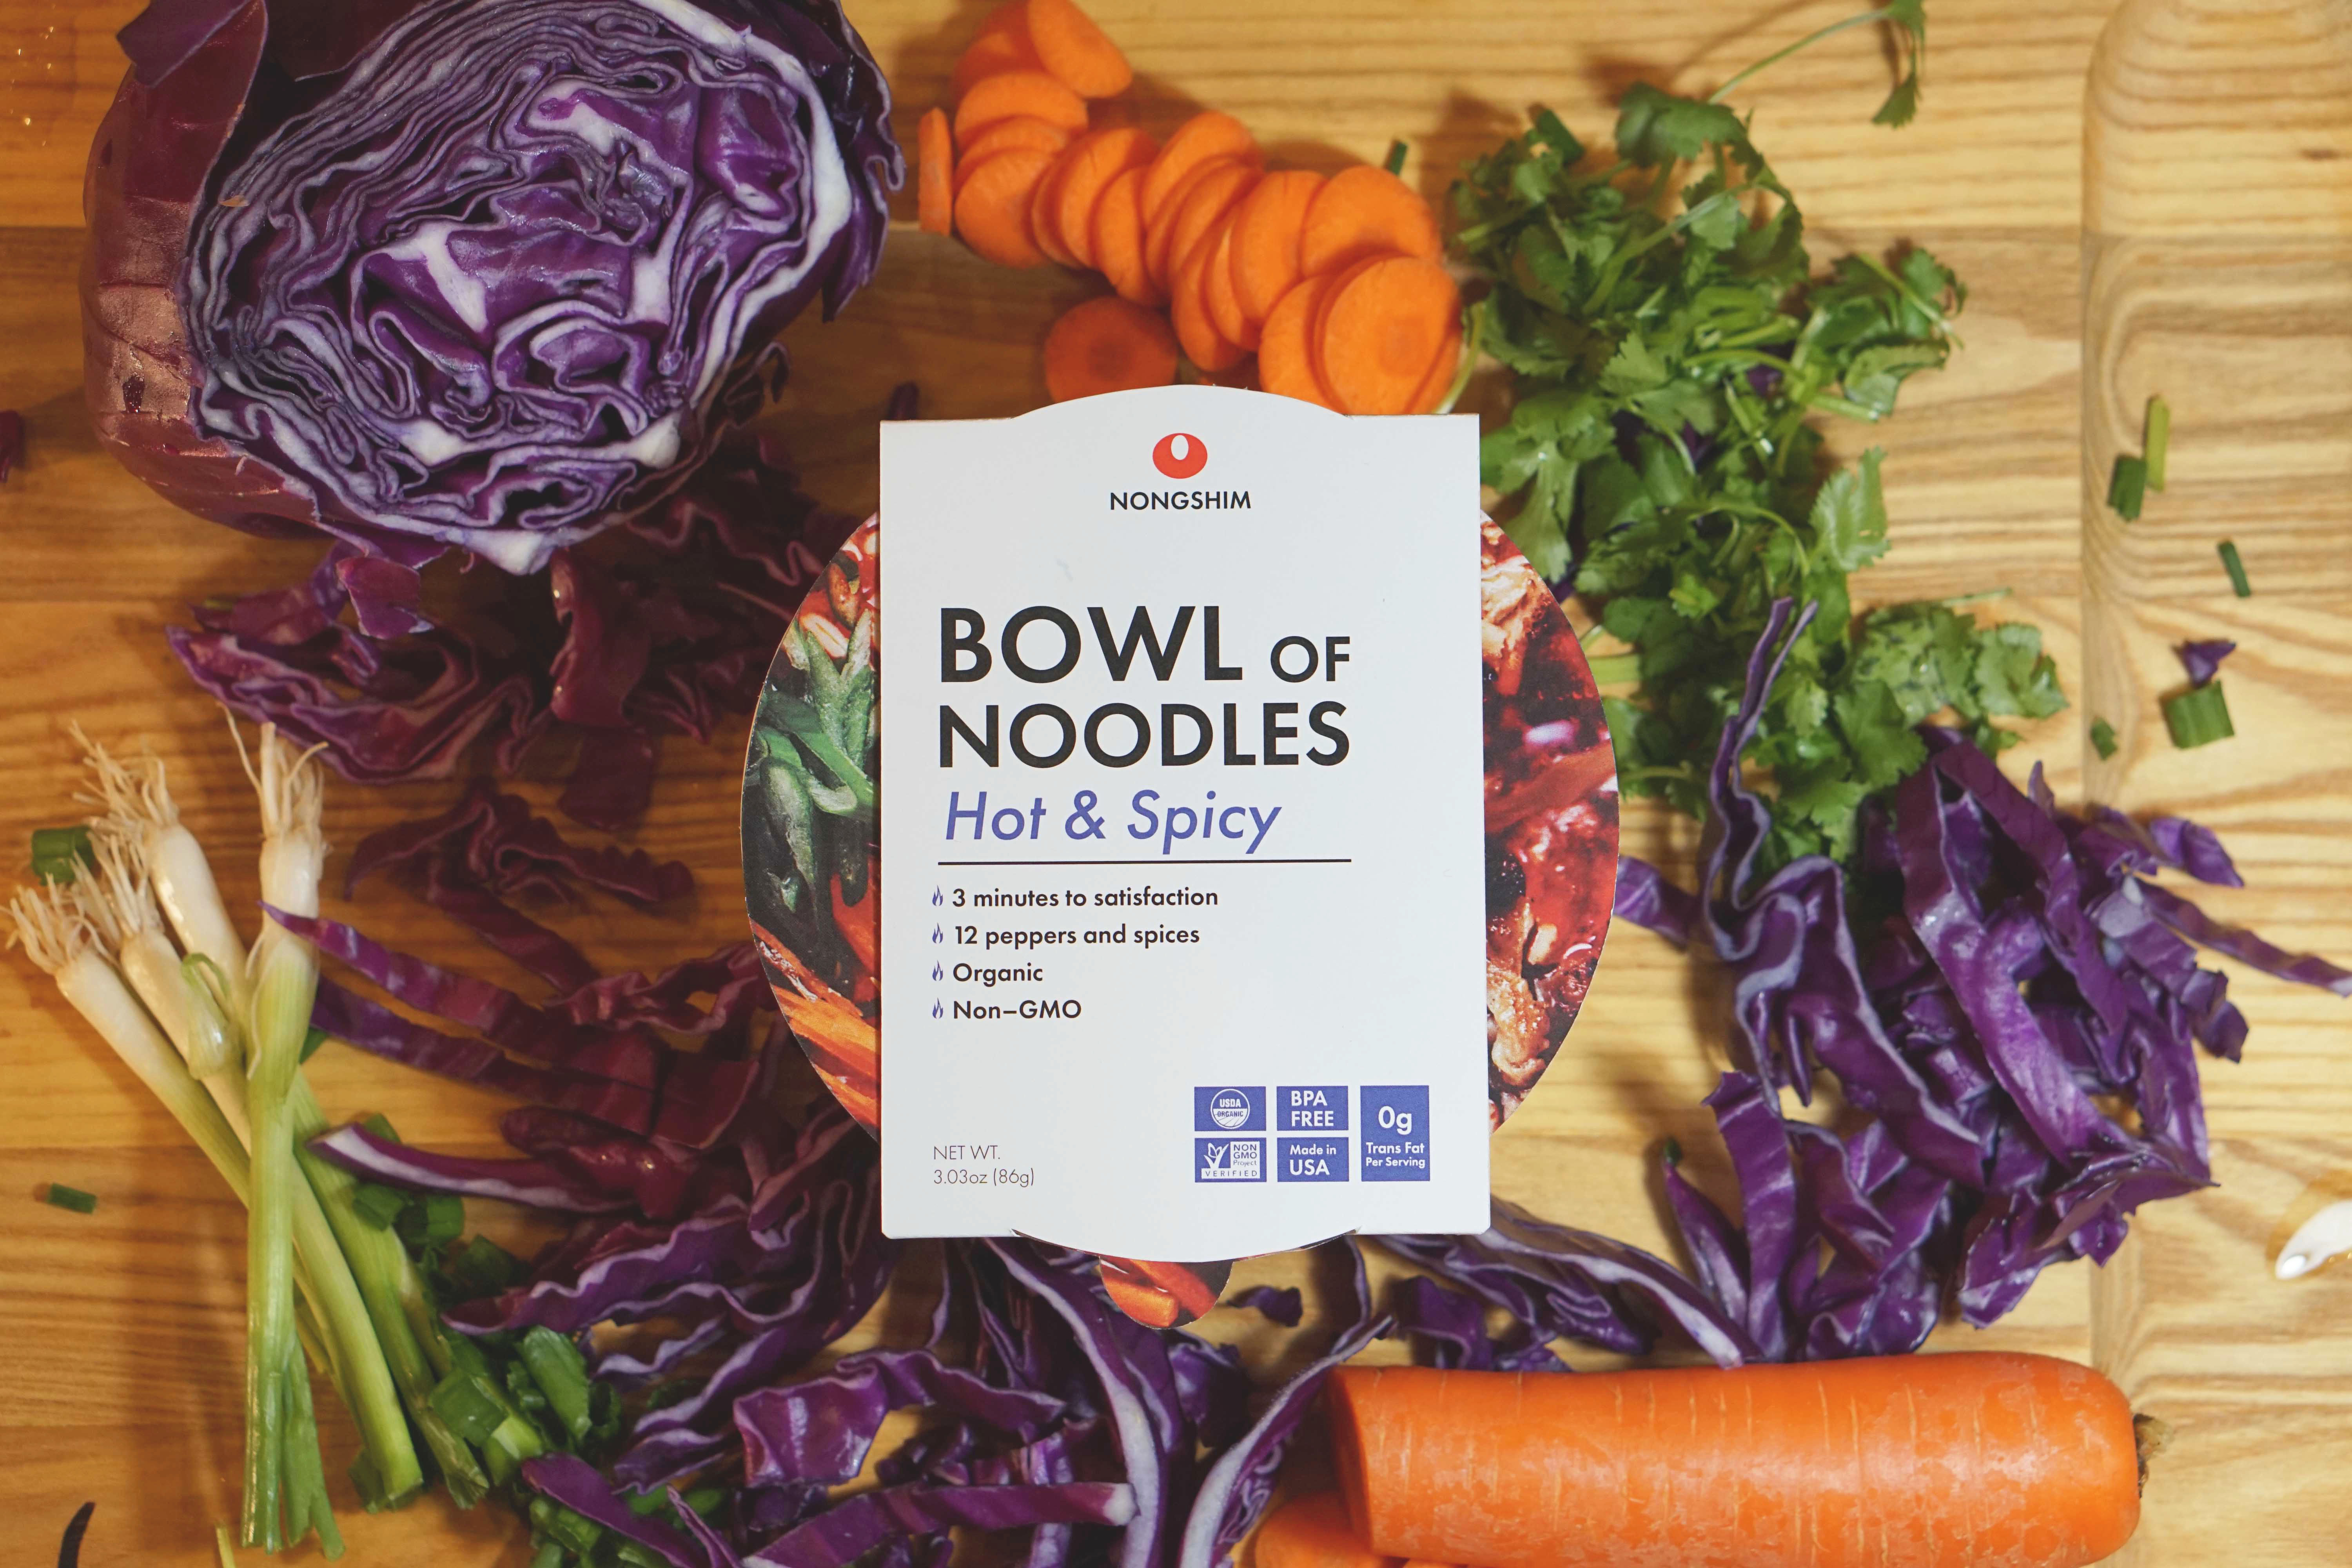 NONGSHIM
BOWL OF
NOODLES
Hot & Spicy
3 minutes to satisfaction
12 peppers and spices
Organic
Non–GMO
NET WT.
3.03oz (86g)
USDA
ORGANIC
BPA
FREE
NON
GMO
Project
VERIFIED
Made in
USA
0g
Trans Fat
Per Serving